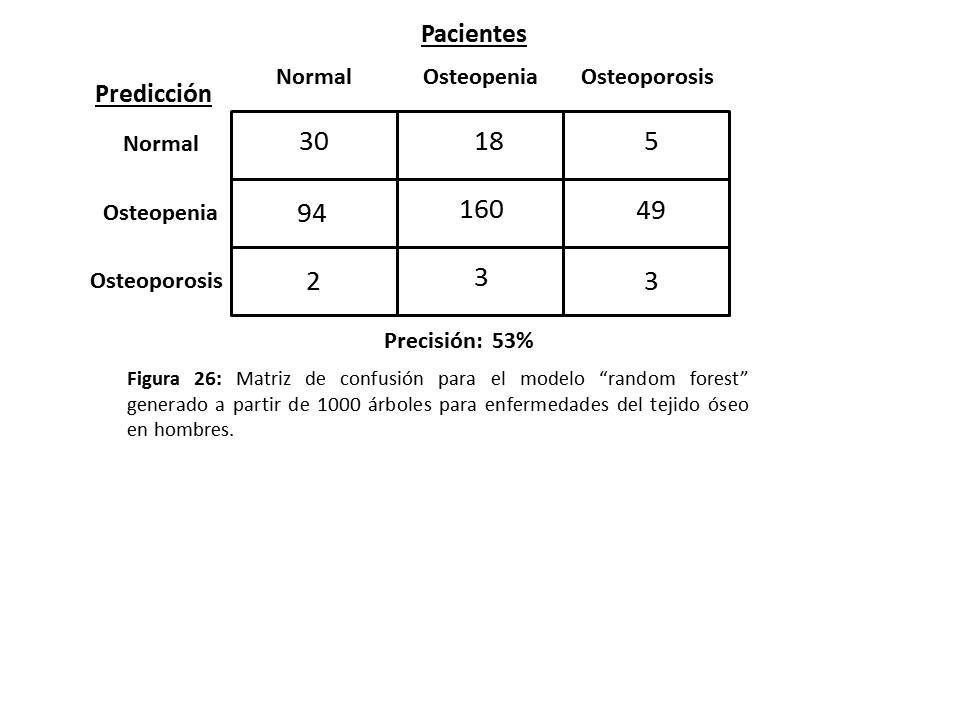 Pacientes
Normal Osteopenia Osteoporosis
Predicción
Normal 30 18 5
Osteopenia 94 160 49
Osteoporosis 2 3 3
Precisión: 53%
Figura 26: Matriz de confusión para el modelo “random forest”
generado a partir de 1000 árboles para enfermedades del tejido óseo
en hombres.